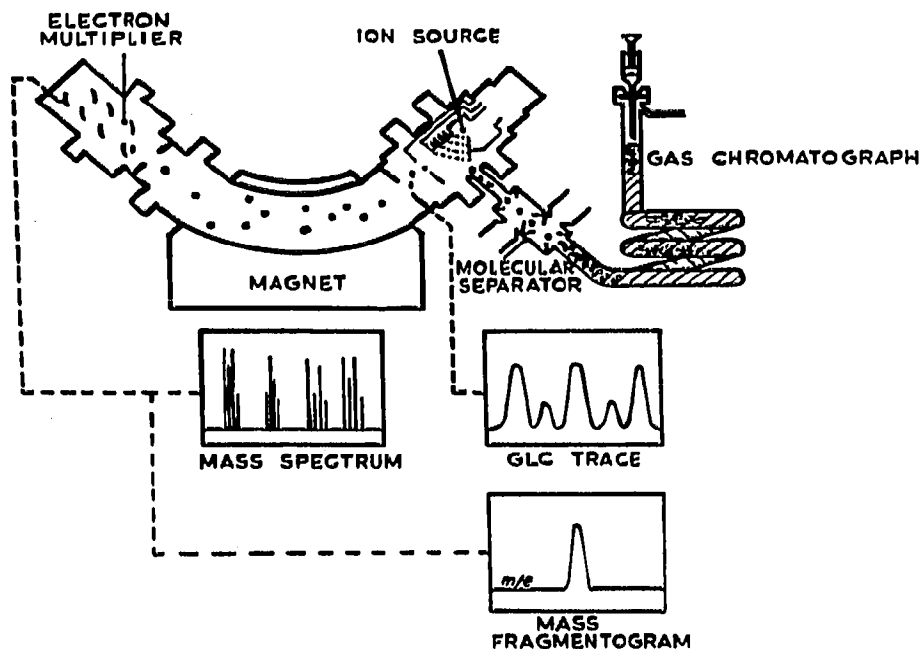 ELECTRON
MULTIPLIER
ION SOURCE
GAS CHROMATOGRAPH
MOLECULAR
SEPARATOR
MAGNET
MASS SPECTRUM
GLC TRACE
m/e
MASS
FRAGMENTOGRAM